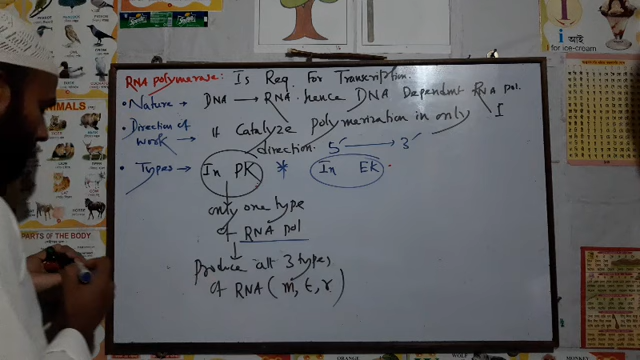 RNA polymerase: Is Req For Transcription.
• Nature → DNA → RNA. hence DNA Dependent RNA pol.
• Direction of work → It Catalyze polymerization in only I
direction. 5´ → 3´
• Types → In PK * In EK
only one type
of RNA pol
Produce all 3 types
of RNA (m, t, r)
ANIMALS
PARTS OF THE BODY
I আই
I for ice-cream
MONKEY